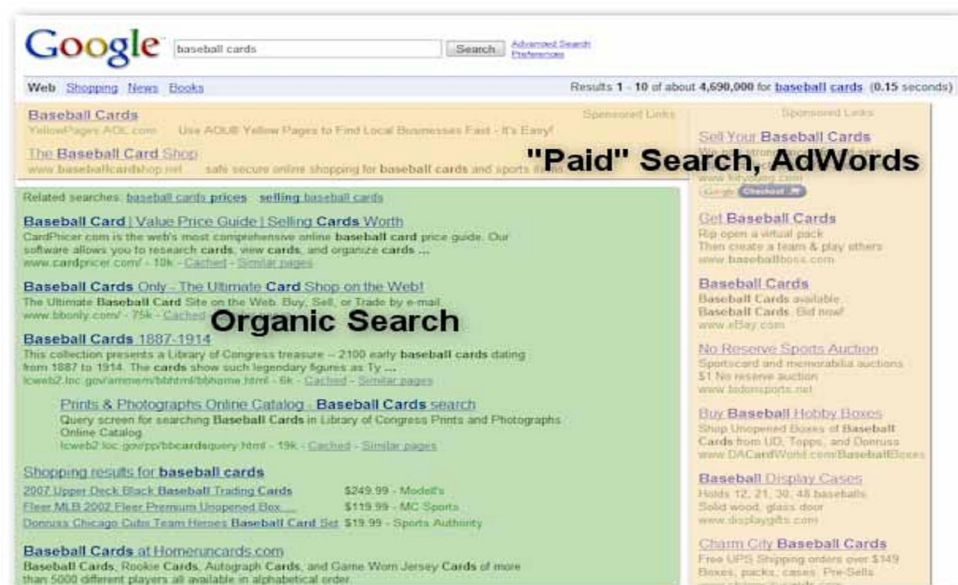 Google
baseball cards
Search
Advanced Search
Preferences
Web Shopping News Books
Results 1 - 10 of about 4,690,000 for baseball cards. (0.15 seconds)
Baseball Cards
Sponsored Links
YellowPages.AOL.com Use AOL® Yellow Pages to Find Local Businesses Fast - It's Easy!
The Baseball Card Shop
www.baseballcardshop.net safe secure online shopping for baseball cards and sports
"Paid" Search, AdWords
Related searches: baseball cards prices selling baseball cards
Baseball Card | Value Price Guide | Selling Cards Worth
CardPricer.com is the web's most comprehensive online baseball card price guide. Our
software allows you to research cards, view cards, and organize cards ...
www.cardpricer.com/ - 10k - Cached - Similar pages
Baseball Cards Only - The Ultimate Card Shop on the Web!
The Ultimate Baseball Card Site on the Web. Buy, Sell, or Trade by e-mail.
www.bbonly.com/ - 75k - Cached
Organic Search
Baseball Cards 1887-1914
This collection presents a Library of Congress treasure -- 2100 early baseball cards dating
from 1887 to 1914. The cards show such legendary figures as Ty ...
lcweb2.loc.gov/ammem/bbhtml/bbhome.html - 6k - Cached - Similar pages
Prints & Photographs Online Catalog - Baseball Cards search
Query screen for searching Baseball Cards in Library of Congress Prints and Photographs
Online Catalog
lcweb2.loc.gov/pp/bbcardsquery.html - 19k - Cached - Similar pages
Shopping results for baseball cards
2007 Upper Deck Black Baseball Trading Cards $249.99 - Modell's
Fleer MLB 2002 Fleer Premium Unopened Box ... $119.99 - MC Sports
Donruss Chicago Cubs Team Heroes Baseball Card Set $19.99 - Sports Authority
Baseball Cards at Homeruncards.com
Baseball Cards, Rookie Cards, Autograph Cards, and Game Worn Jersey Cards of more
than 5000 different players all available in alphabetical order.
Sponsored Links
Sell Your Baseball Cards
Google Checkout
Get Baseball Cards
Rip open a virtual pack
Then create a team & play others
www.baseballboss.com
Baseball Cards
Baseball Cards available.
Baseball Cards. Bid now!
www.eBay.com
No Reserve Sports Auction
Sportscard and memorabilia auctions
$1 No reserve auction
www.bidonsports.net
Buy Baseball Hobby Boxes
Shop Unopened Boxes of Baseball
Cards from UD, Topps, and Donruss
www.DACardWorld.com/BaseballBoxes
Baseball Display Cases
Holds 12, 21, 30, 48 baseballs
Solid wood, glass door
www.displaygifts.com
Charm City Baseball Cards
Free UPS Shipping orders over $149
Boxes, packs, cases. Pre-Sells